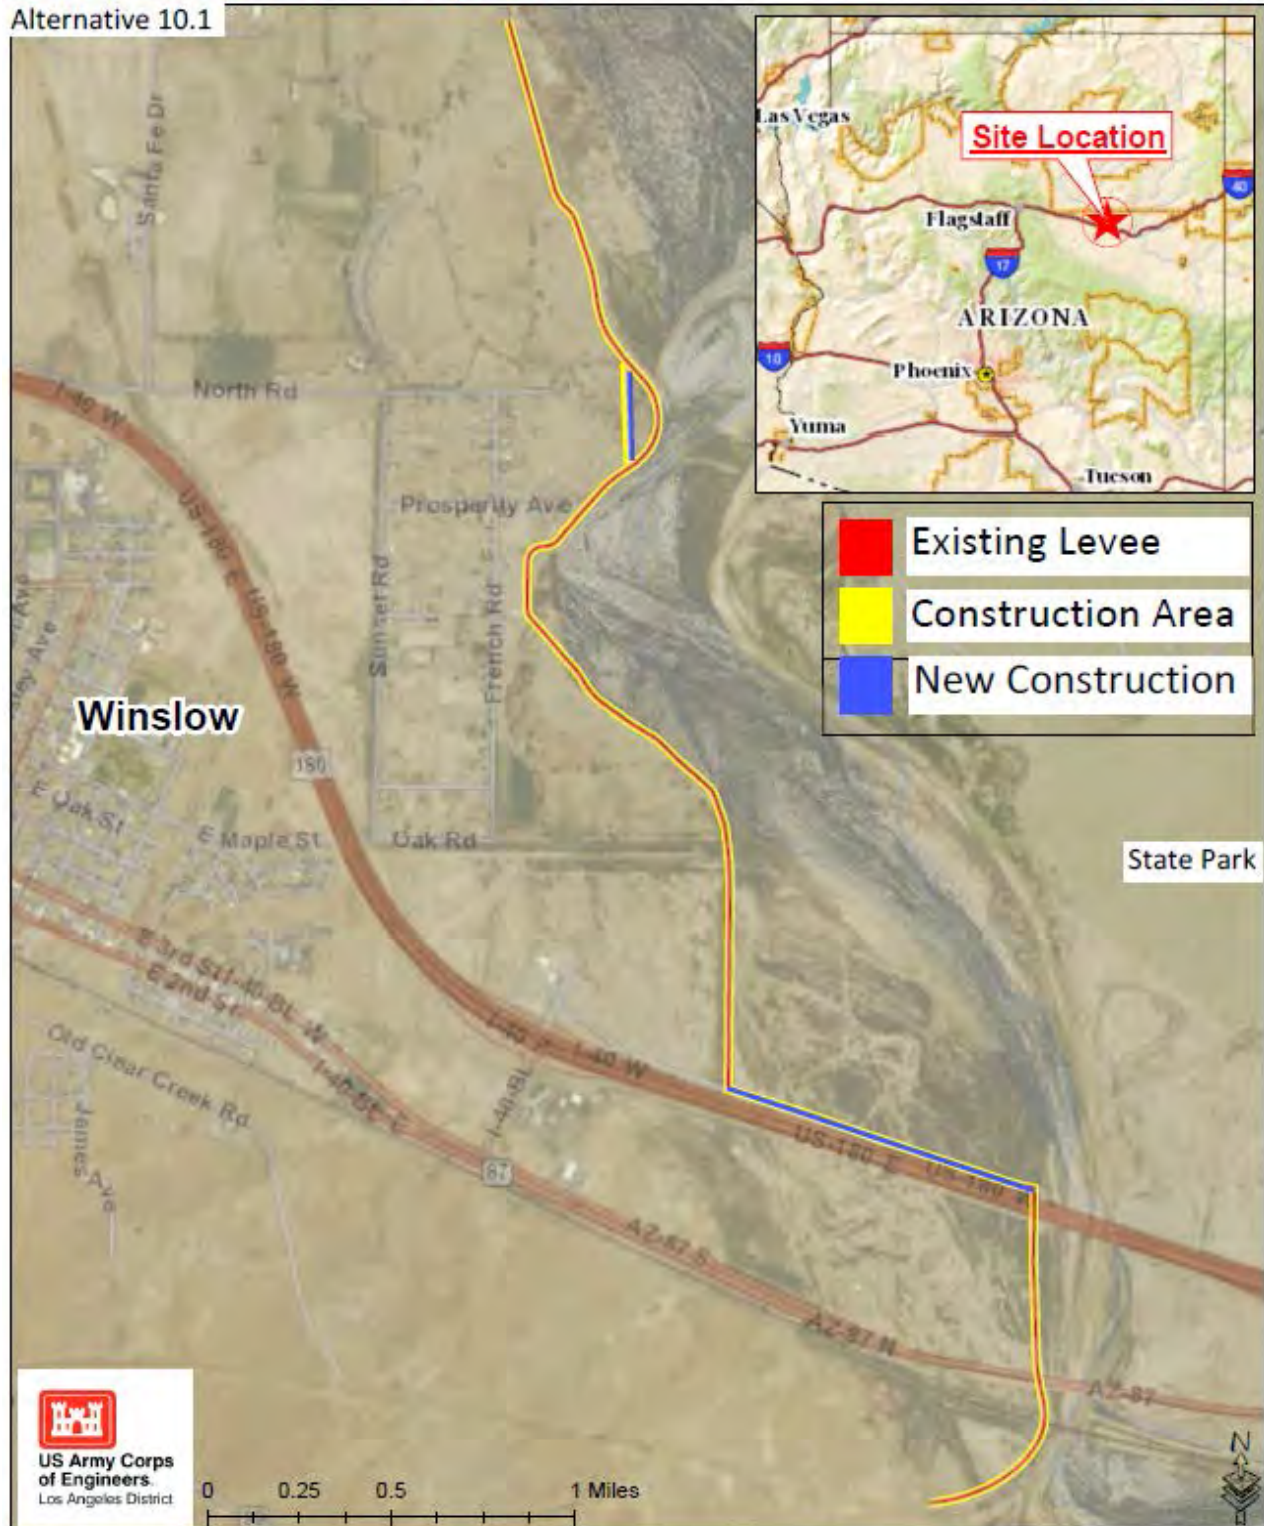 Alternative 10.1
Las Vegas
Site Location
40
Flagstaff
17
ARIZONA
10
Phoenix
Yuma
Tucson
Existing Levee
Construction Area
New Construction
Santa Fe Dr
I-40 W
North Rd
US-180 E
US-180 W
Prosperity Ave
Sunset Rd
French Rd
Winslow
180
E Oak St
E Maple St
Oak Rd
State Park
E 3rd St
I-40-BL W
E 2nd St
I-40-BL E
Old Clear Creek Rd
James Ave
I-40 E
I-40 W
I-40-BL
87
US-180 E
US-180 W
AZ-87 S
AZ-87 N
AZ-87
US Army Corps
of Engineers.
Los Angeles District
0 0.25 0.5 1 Miles
N